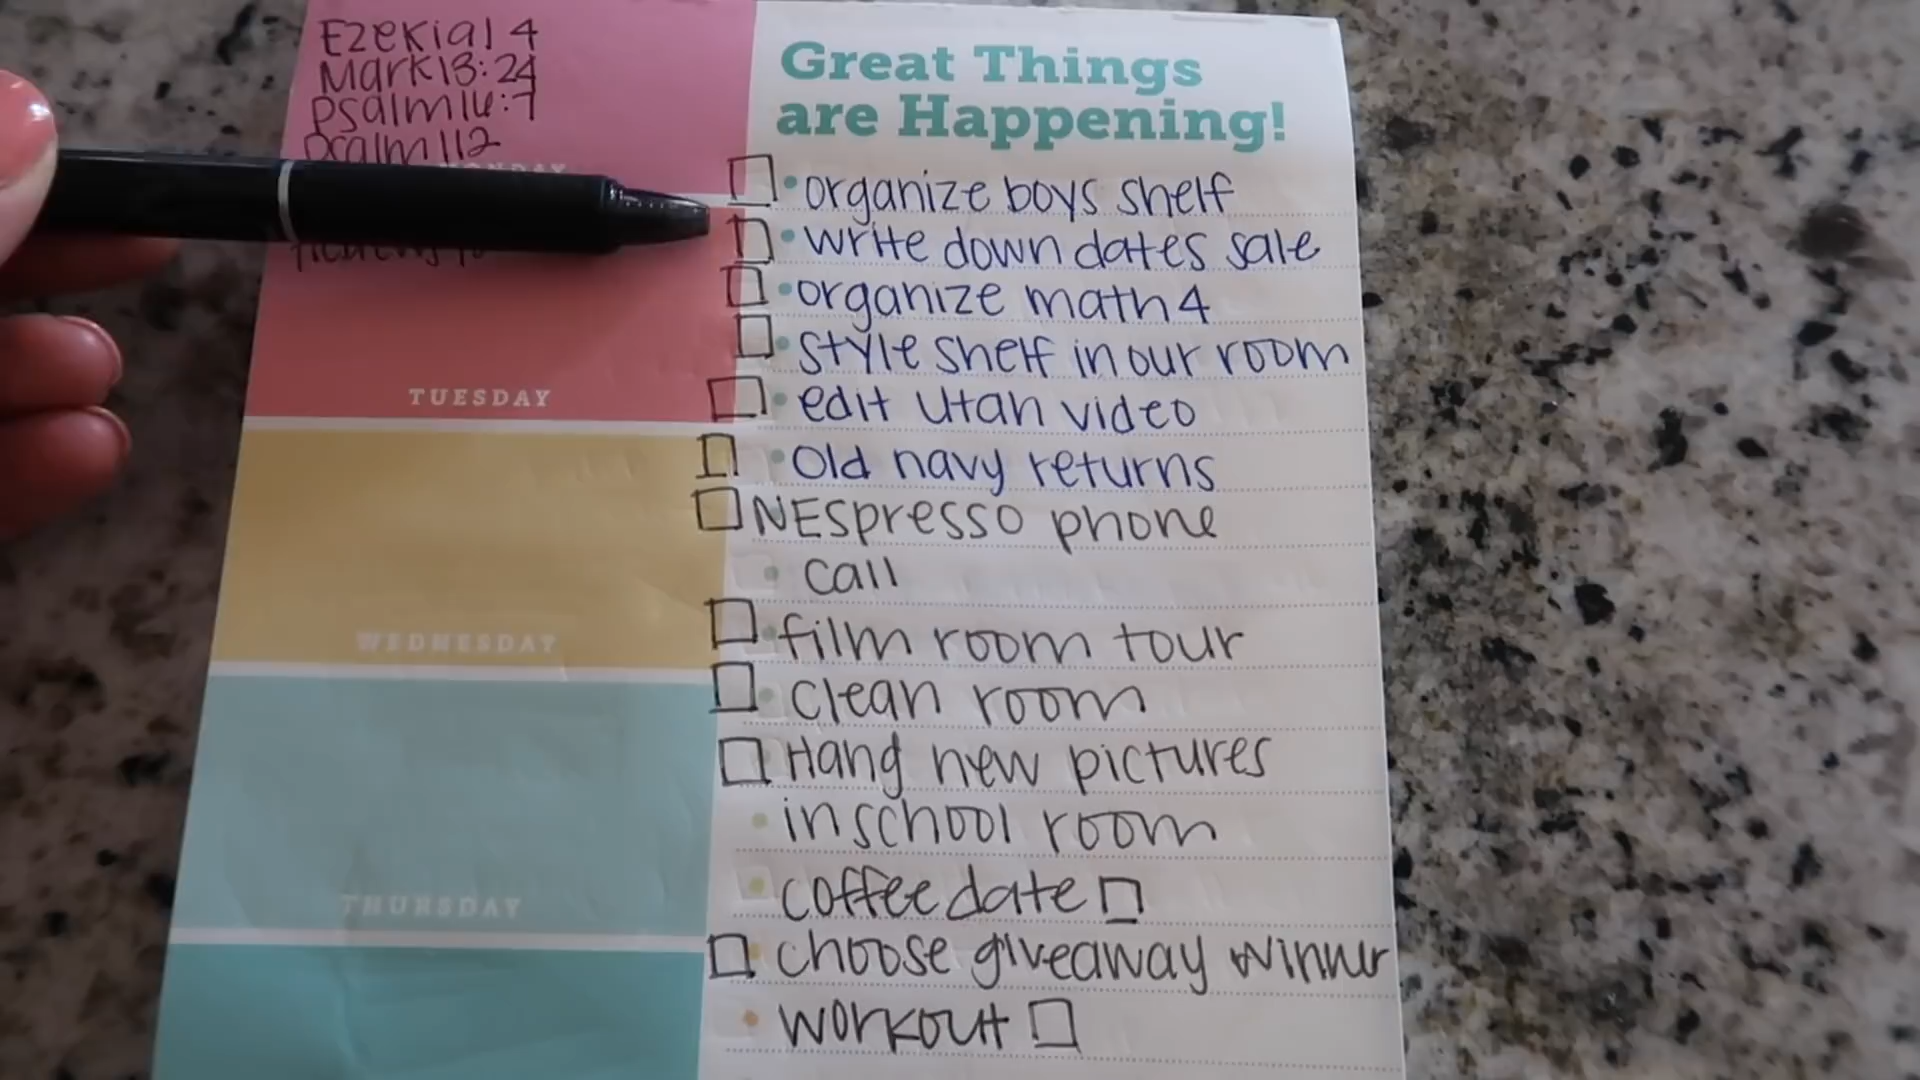 Ezekial 4
Mark 13:24
Psalm 16:7
Psalm 112
MONDAY
TUESDAY
WEDNESDAY
THURSDAY
Great Things
are Happening!
organize boys shelf
write down dates sale
organize math 4
style shelf in our room
edit Utah video
Old navy returns
NEspresso phone
call
film room tour
clean room
Hang new pictures
in school room
coffee date
choose giveaway winner
workout